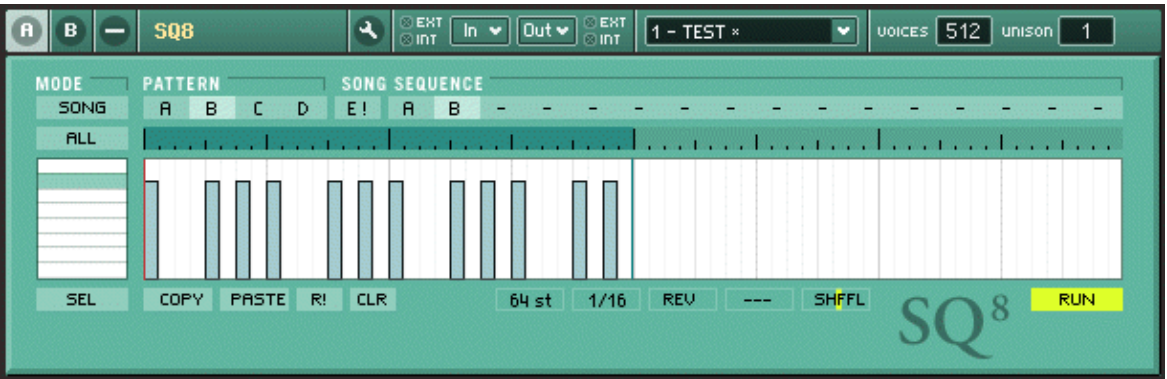 A B SQ8 EXT INT In Out EXT INT 1 - TEST * VOICES 512 UNISON 1
MODE PATTERN SONG SEQUENCE
SONG A B C D E! A B - - - - - - - - - - - - - -
ALL
SEL COPY PASTE R! CLR 64 st 1/16 REV --- SHFFL RUN
SQ8